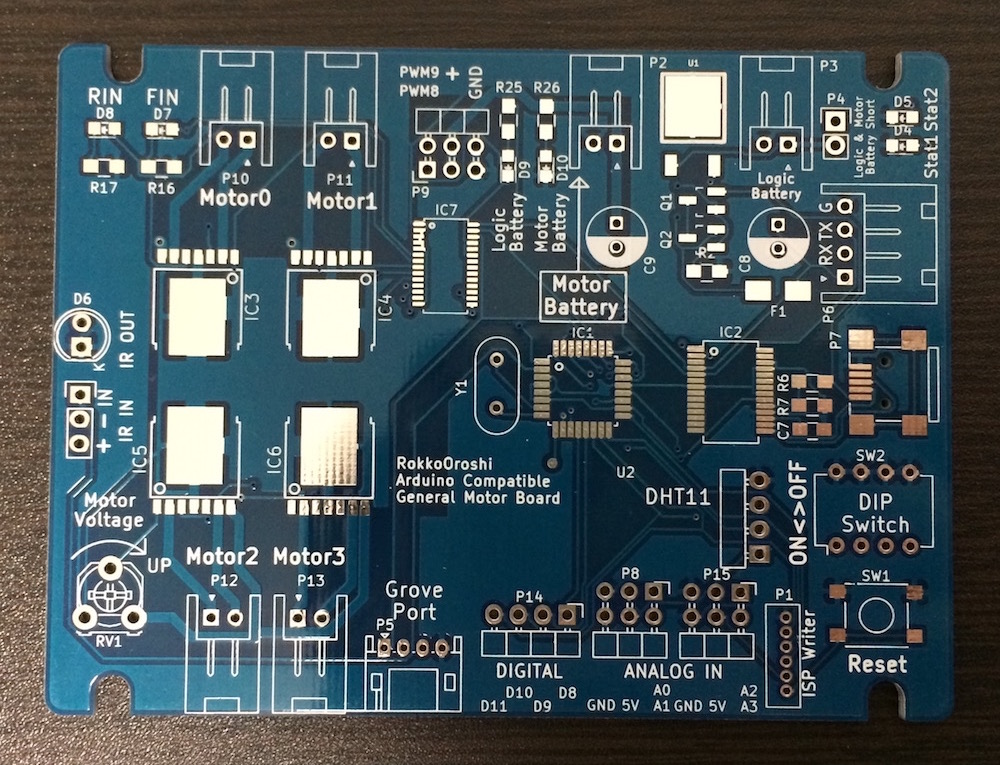 RIN
FIN
D8
D7
R17
R16
P10
Motor0
P11
Motor1
PWM9 + GND
PWM8
P9
R25
R26
D9
D10
Logic
Battery
Motor
Battery
P2
U1
P3
P4
Logic & Motor
Battery Short
D5
D4
Stat1 Stat2
Logic
Battery
Q1
Q2
C9
C8
F1
RX TX G
P6
IC7
IC3
IC4
Motor
Battery
D6
K
IR OUT
IR IN
+ - IN
Y1
IC1
IC2
R6
R7
C7
P7
IC5
IC6
RokkoOroshi
Arduino Compatible
General Motor Board
U2
DHT11
SW2
DIP
Switch
ON<>OFF
Motor
Voltage
UP
RV1
Motor2
P12
Motor3
P13
Grove
Port
P5
P14
DIGITAL
D10 D8
D11 D9
P8
P15
ANALOG IN
A0 A2
GND 5V A1 GND 5V A3
P1
ISP Writer
SW1
Reset